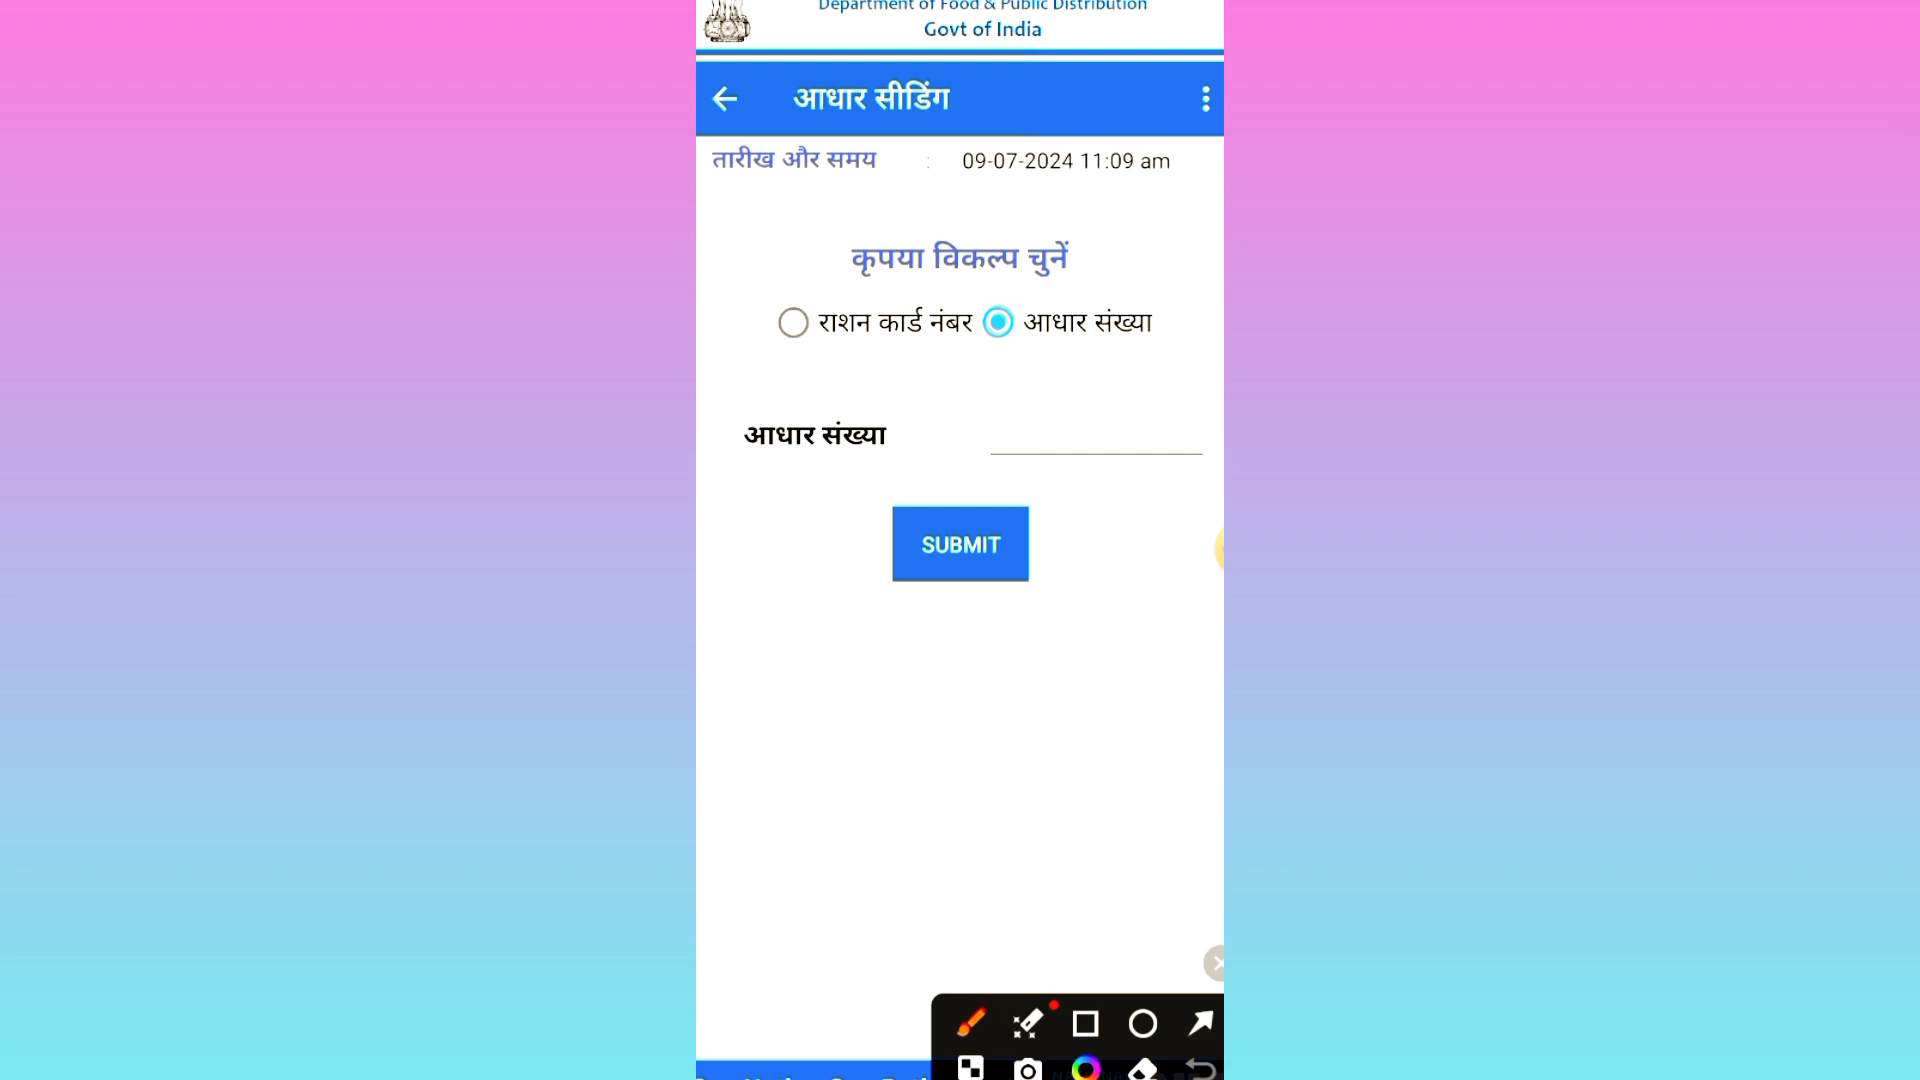 Department of Food & Public Distribution
Govt of India
आधार सीडिंग
तारीख और समय : 09-07-2024 11:09 am
कृपया विकल्प चुनें
राशन कार्ड नंबर आधार संख्या
आधार संख्या
SUBMIT